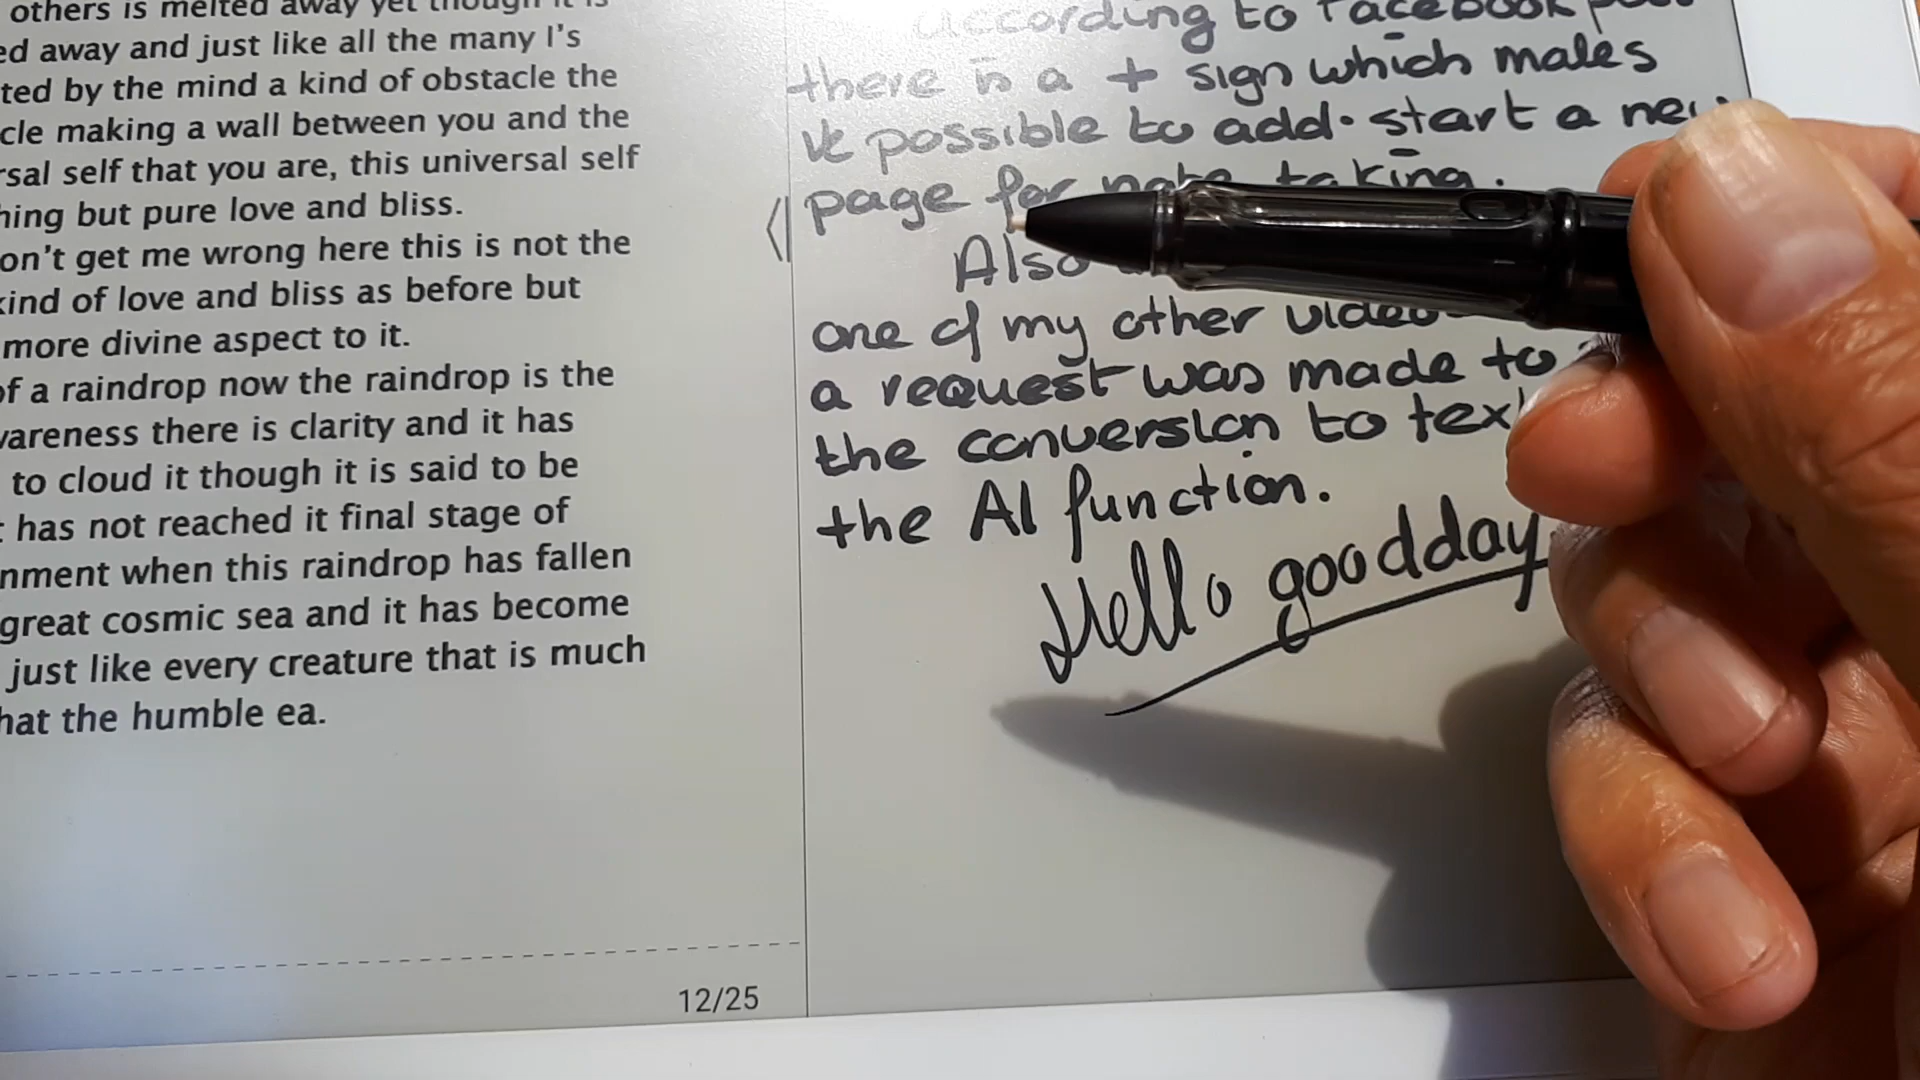 others is melted away yet though it is
ed away and just like all the many I's
ted by the mind a kind of obstacle the
cle making a wall between you and the
rsal self that you are, this universal self
hing but pure love and bliss.
on't get me wrong here this is not the
kind of love and bliss as before but
more divine aspect to it.
of a raindrop now the raindrop is the
wareness there is clarity and it has
to cloud it though it is said to be
t has not reached it final stage of
nment when this raindrop has fallen
great cosmic sea and it has become
just like every creature that is much
hat the humble ea.
12/25
according to Facebook
there is a + sign which males
it possible to add. start a new
page for note taking.
Also
one of my other video
a request was made to
the conversion to text
the AI function.
Hello goodday